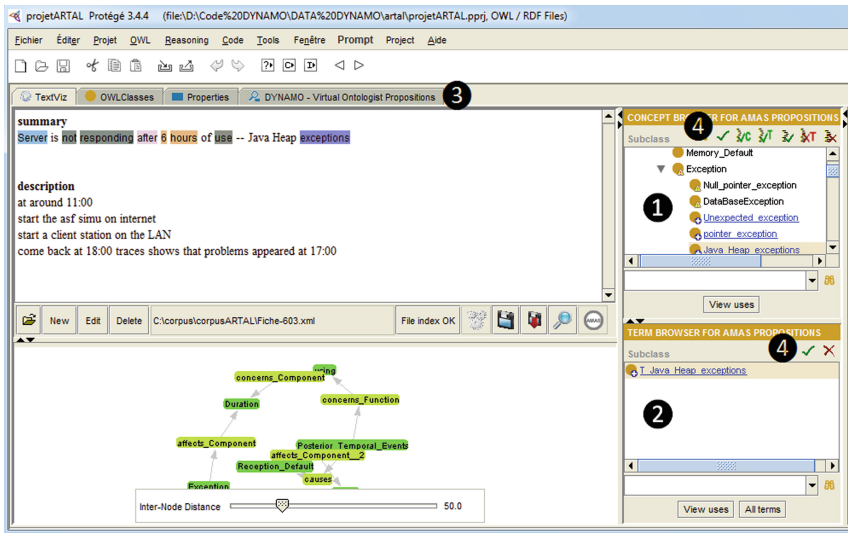 projetARTAL Protégé 3.4.4 (file:\D:\Code%20DYNAMO\DATA%20DYNAMO\artal\projetARTAL.pprj, OWL / RDF Files)
Fichier Éditer Projet OWL Reasoning Code Tools Fenêtre Prompt Project Aide
TextViz OWLClasses Properties DYNAMO - Virtual Ontologist Propositions 3
summary
Server is not responding after 6 hours of use -- Java Heap exceptions
description
at around 11:00
start the asf simu on internet
start a client station on the LAN
come back at 18:00 traces shows that problems appeared at 17:00
New Edit Delete C:\corpus\corpusARTAL\Fiche-603.xml File index OK AMAS
using
concerns_Component
Duration
concerns_Function
affects_Component
Posterior_Temporal_Events
affects_Component__2
Reception_Default
causes
Exception
Inter-Node Distance 50.0
CONCEPT BROWSER FOR AMAS PROPOSITIONS
Subclass 4
Memory_Default
Exception
Null_pointer_exception
1
DataBaseException
Unexpected_exception
pointer_exception
Java_Heap_exceptions
View uses
TERM BROWSER FOR AMAS PROPOSITIONS
Subclass 4
T_Java_Heap_exceptions
2
View uses All terms